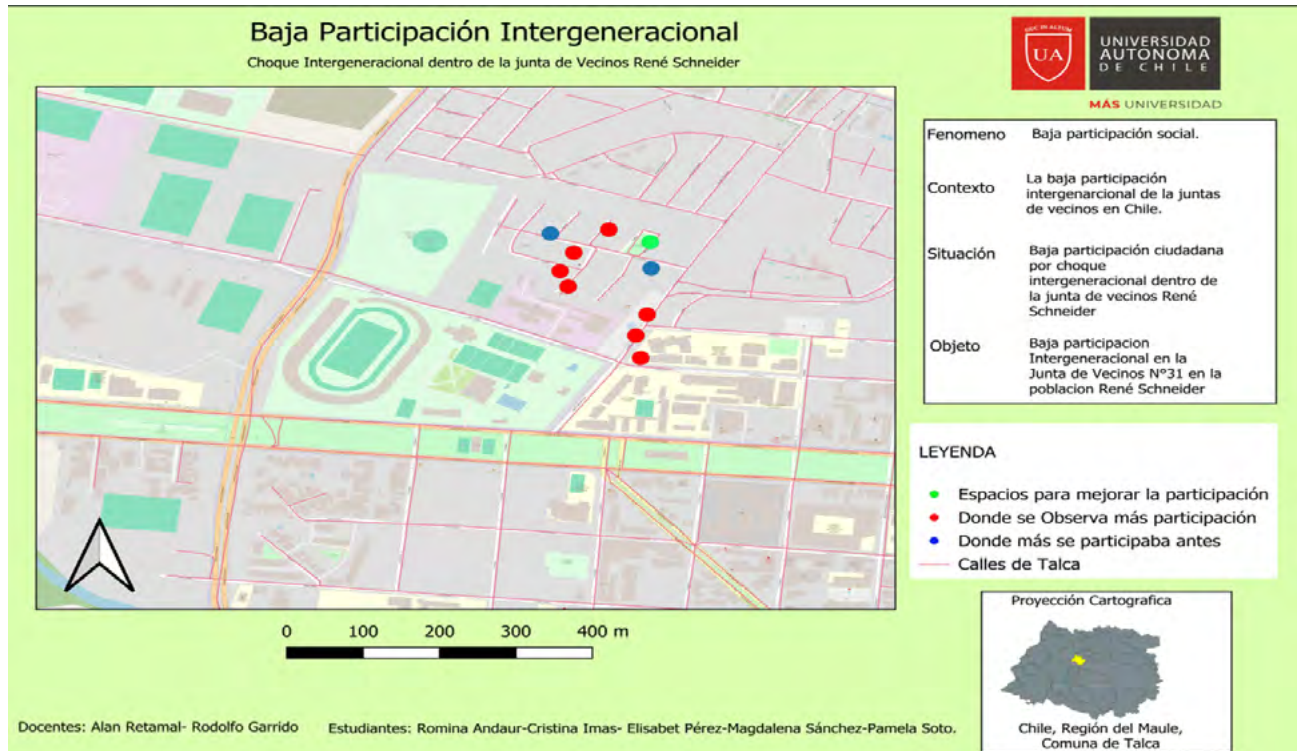 Baja Participación Intergeneracional
Choque Intergeneracional dentro de la junta de Vecinos René Schneider
UA
UNIVERSIDAD
AUTONOMA
DE CHILE
MÁS UNIVERSIDAD
Fenomeno Baja participación social.
Contexto La baja participación
intergenarcional de la juntas
de vecinos en Chile.
Situación Baja participación ciudadana
por choque
intergeneracional dentro de
la junta de vecinos René
Schneider
Objeto Baja participacion
Intergeneracional en la
Junta de Vecinos N°31 en la
poblacion René Schneider
LEYENDA
Espacios para mejorar la participación
Donde se Observa más participación
Donde más se participaba antes
Calles de Talca
Proyección Cartografica
Chile, Región del Maule,
Comuna de Talca
0 100 200 300 400 m
Docentes: Alan Retamal- Rodolfo Garrido Estudiantes: Romina Andaur-Cristina Imas- Elisabet Pérez-Magdalena Sánchez-Pamela Soto.